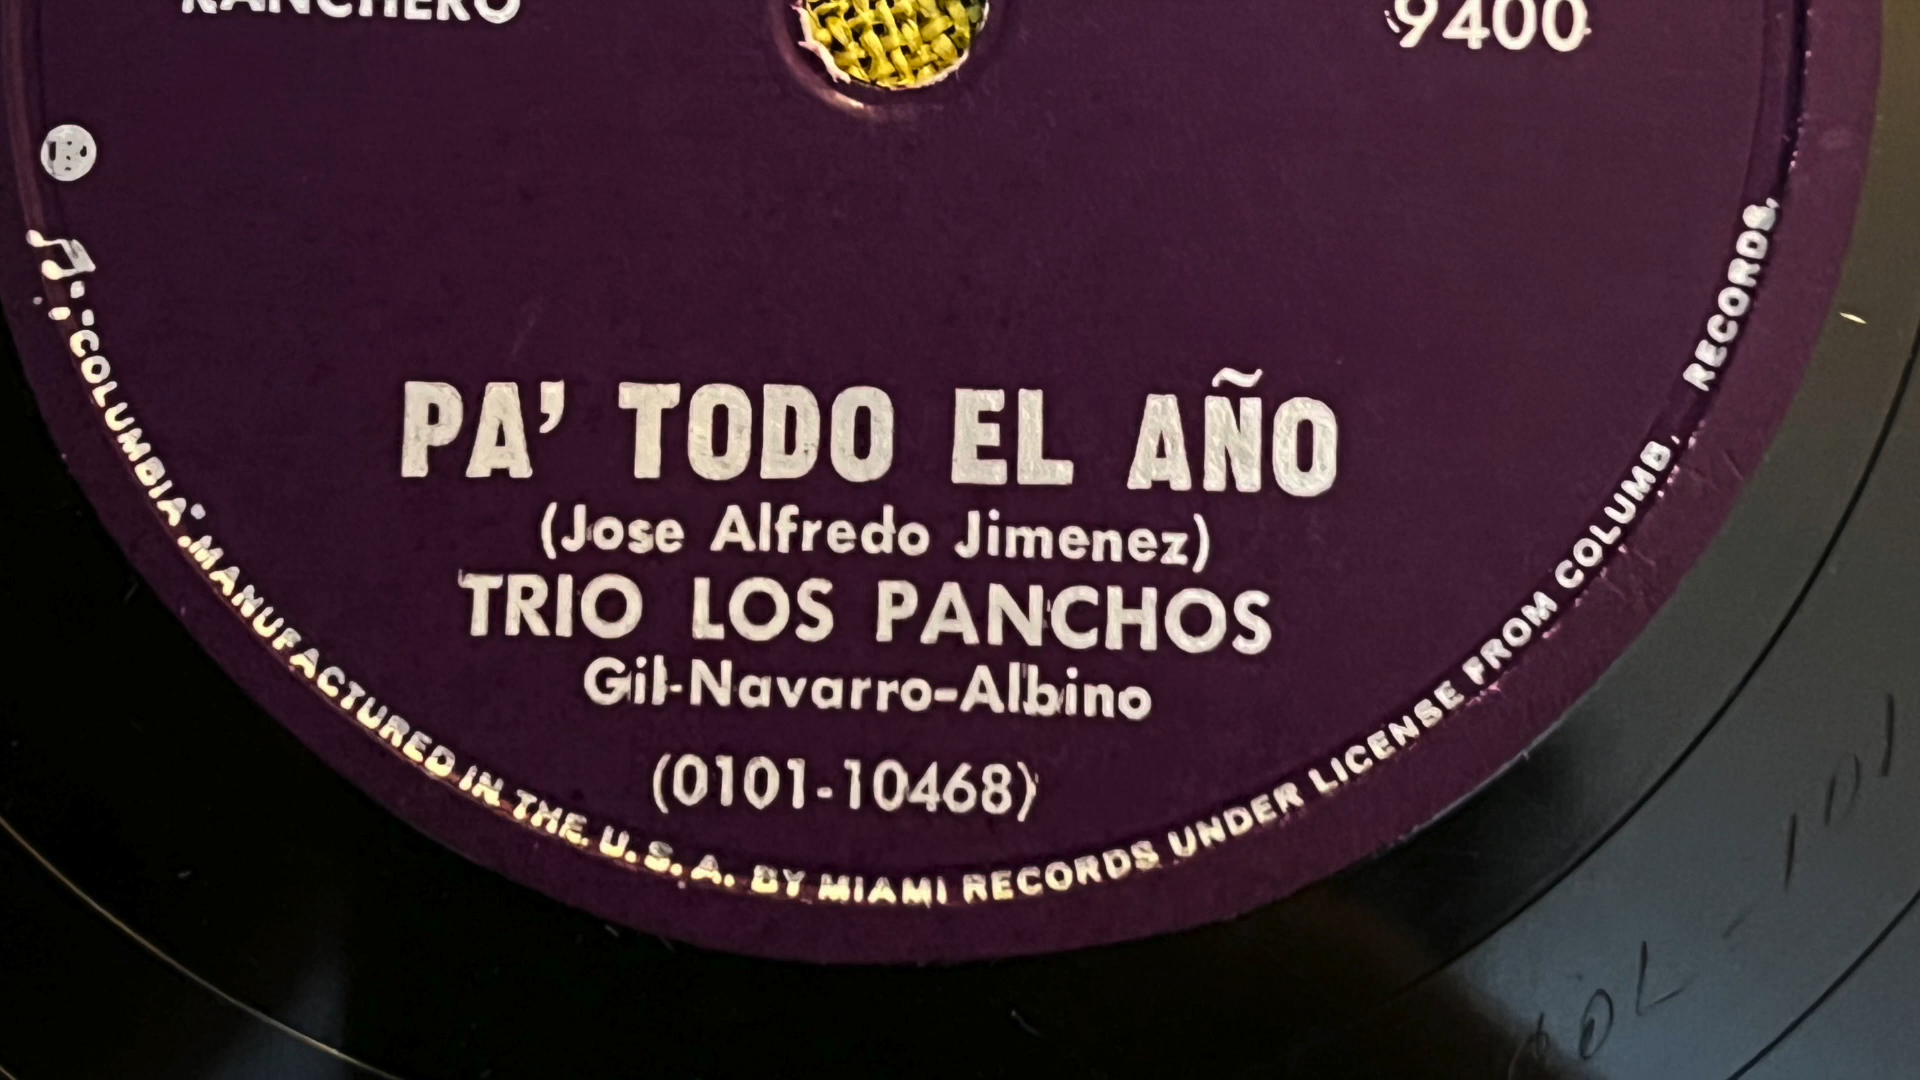 RANCHERO
9400
PA' TODO EL AÑO
(Jose Alfredo Jimenez)
TRIO LOS PANCHOS
Gil-Navarro-Albino
(0101-10468)
"COLUMBIA". MANUFACTURED IN THE U.S.A. BY MIAMI RECORDS UNDER LICENSE FROM COLUMB. RECORDS.